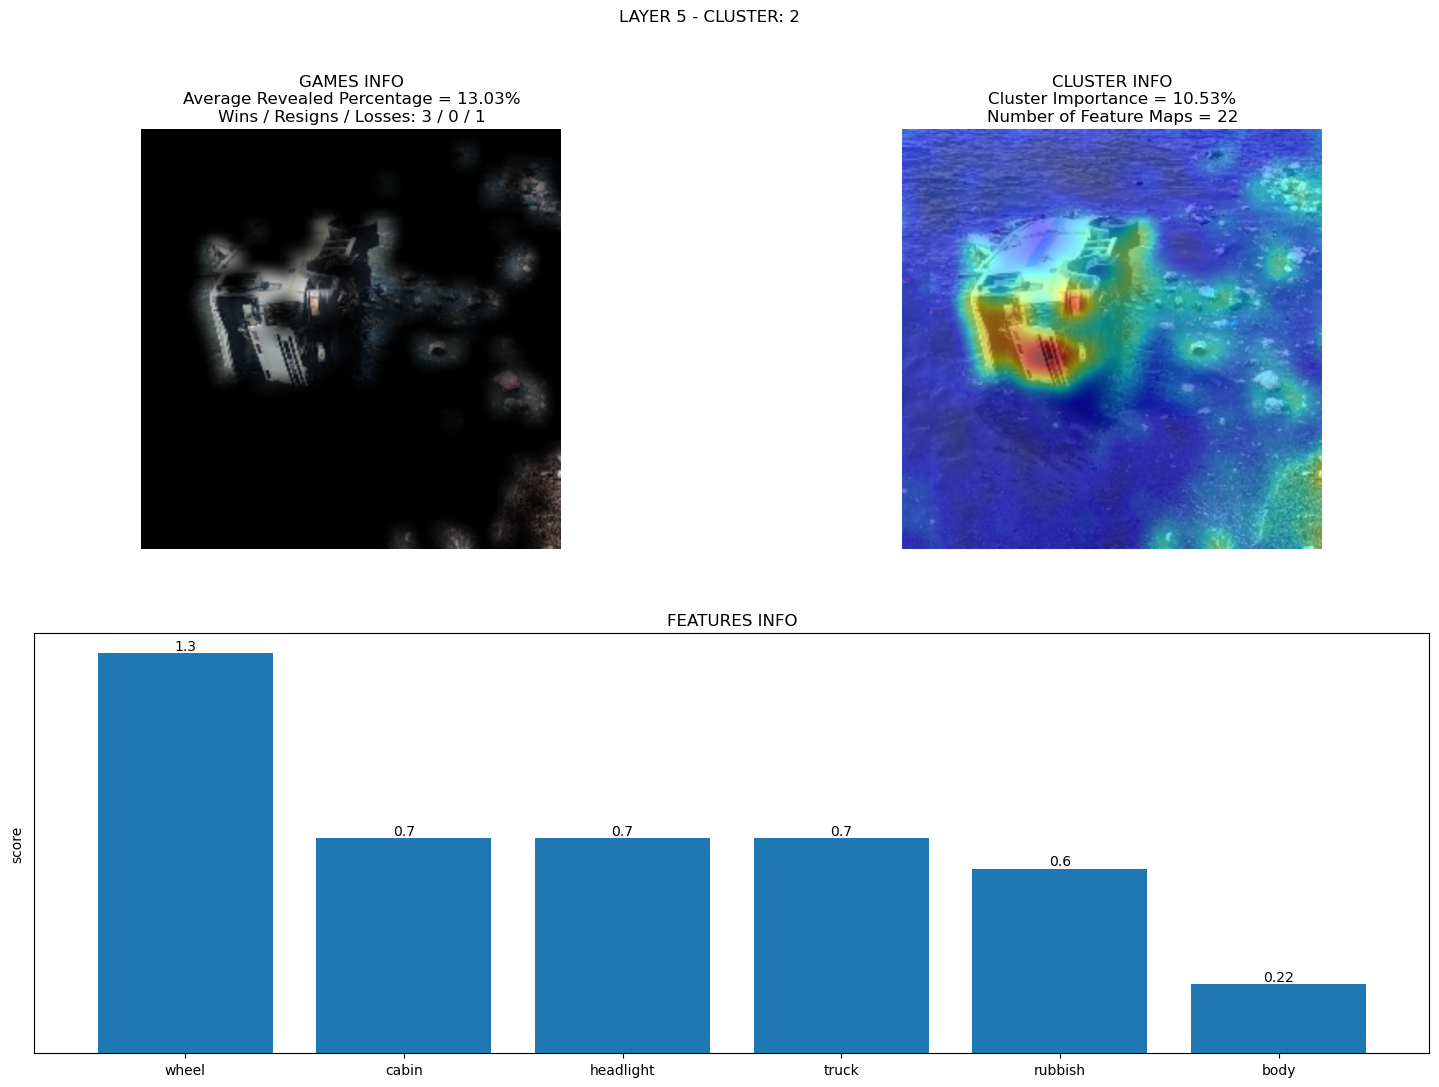 LAYER 5 - CLUSTER: 2
GAMES INFO
Average Revealed Percentage = 13.03%
Wins / Resigns / Losses: 3 / 0 / 1
CLUSTER INFO
Cluster Importance = 10.53%
Number of Feature Maps = 22
FEATURES INFO
score
1.3
0.7
0.7
0.7
0.6
0.22
wheel
cabin
headlight
truck
rubbish
body